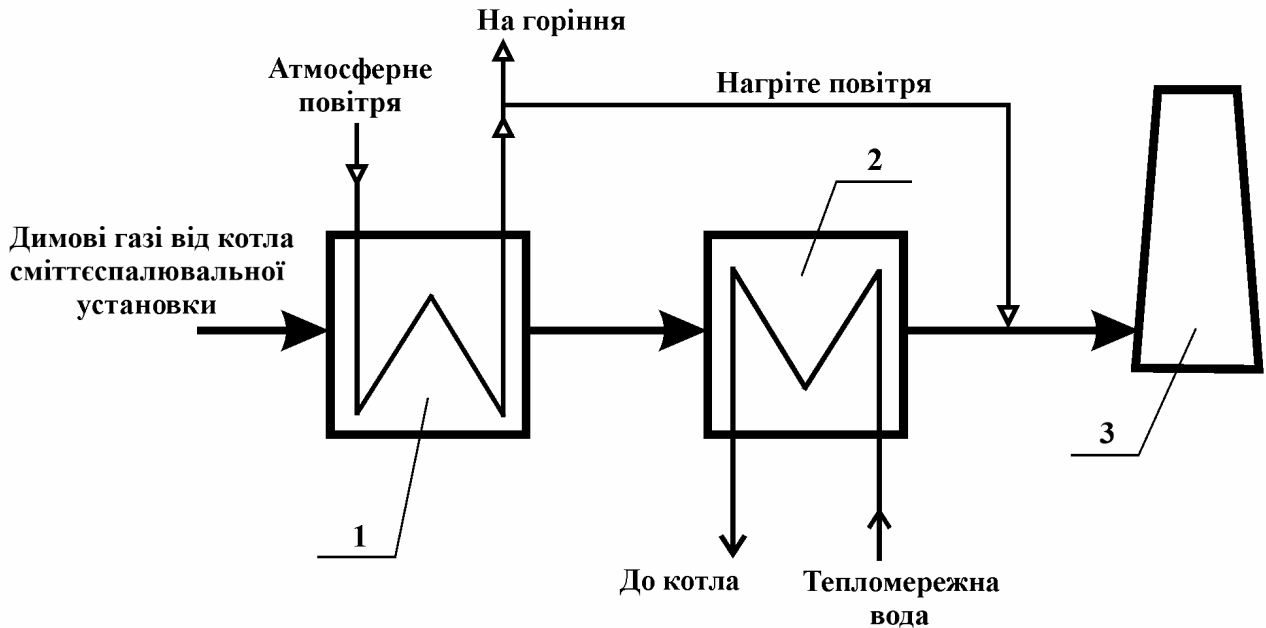 На горіння
Атмосферне
повітря
Нагріте повітря
2
Димові газі від котла
сміттєспалювальної
установки
3
1
До котла
Тепломережна
вода